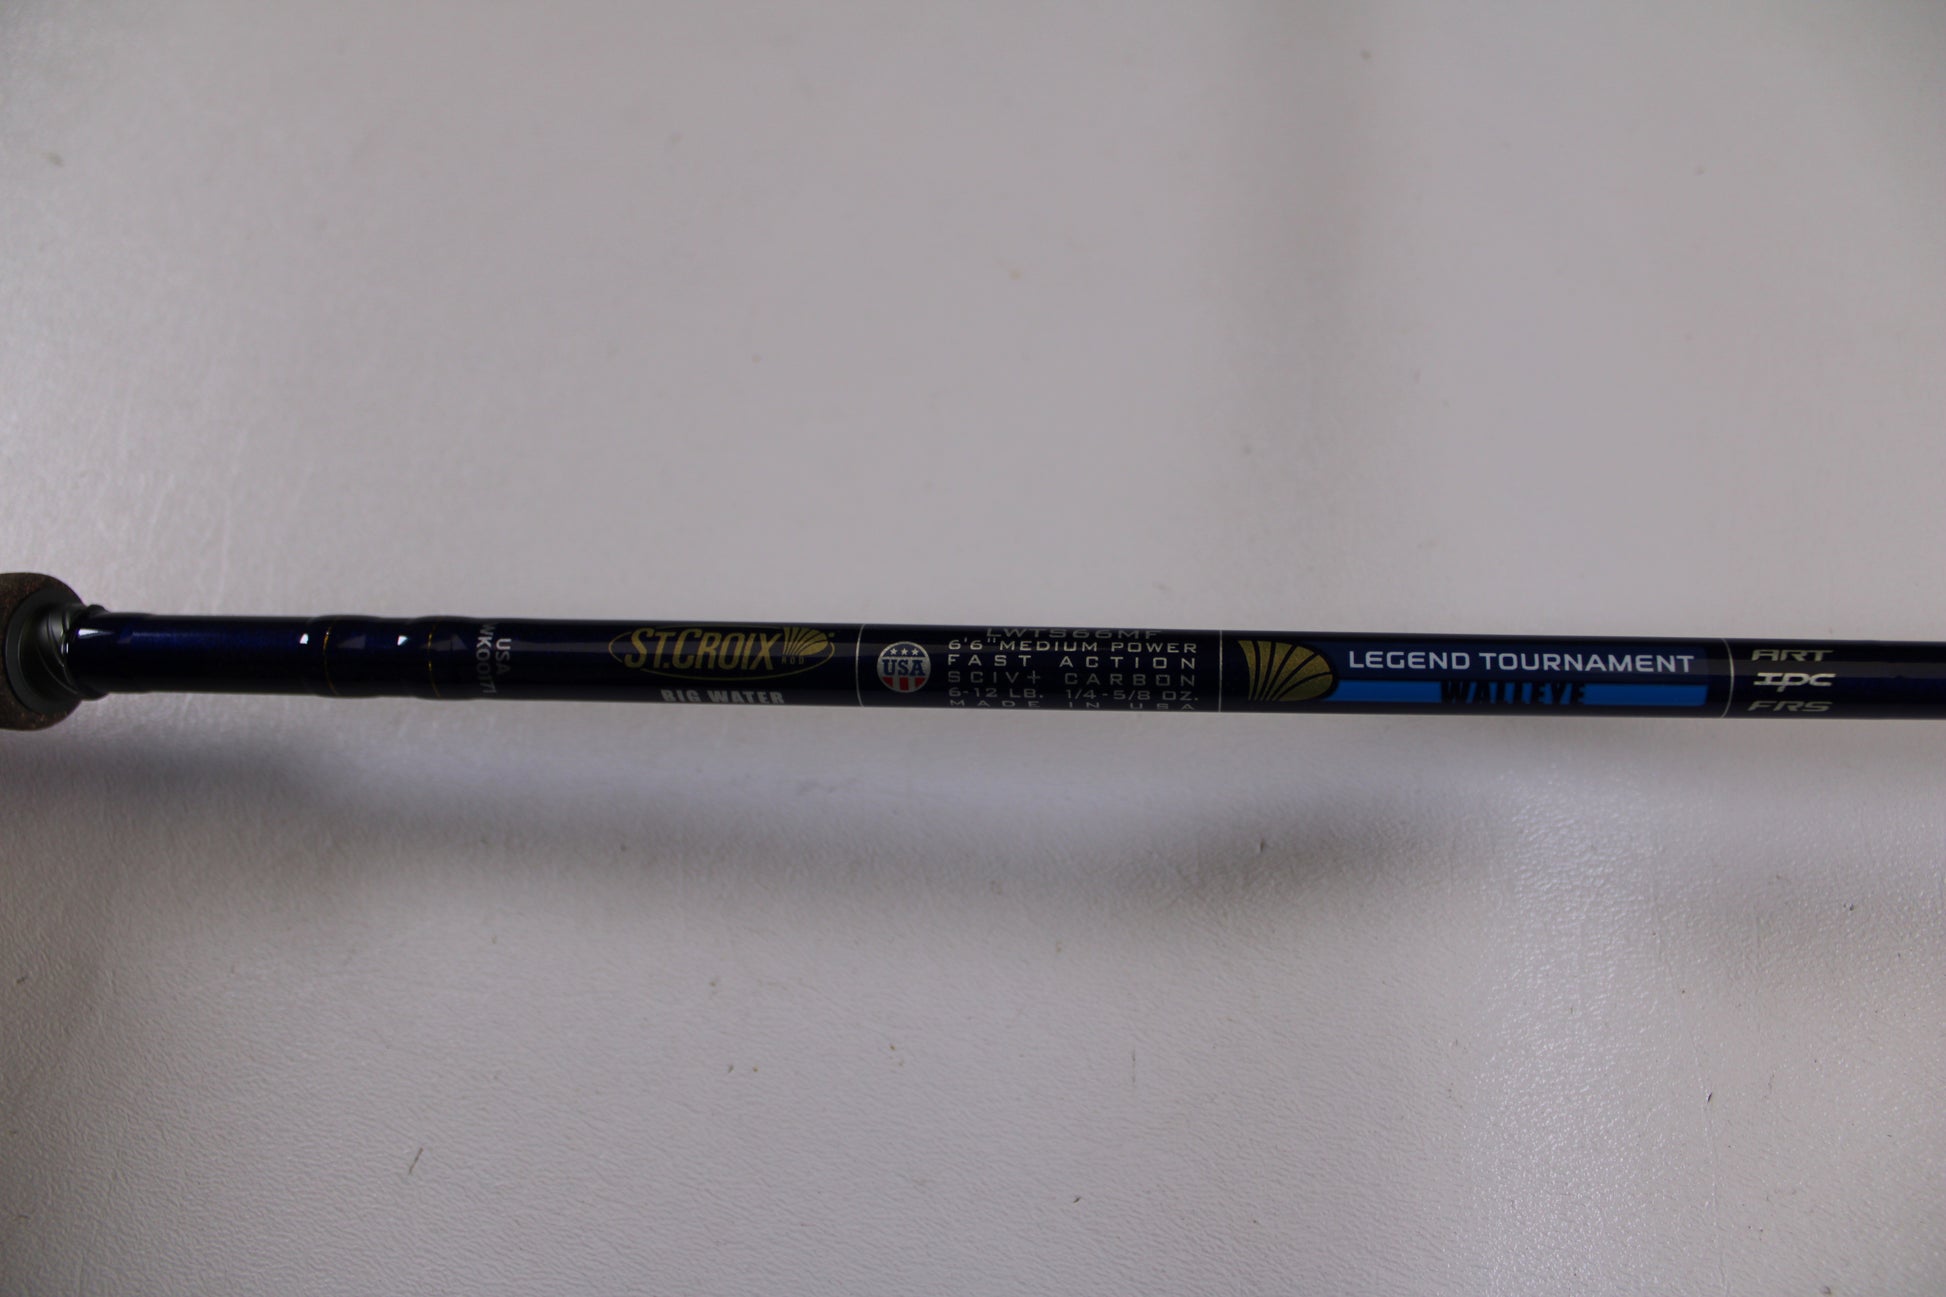 USA
ST.CROIX
ROD
BIG WATER
USA
LWTS66MF
6'6" MEDIUM POWER
FAST ACTION
SCIV+ CARBON
6-12 LB. 1/4-5/8 OZ.
MADE IN USA
LEGEND TOURNAMENT
WALLEYE
ART
IPC
FRS